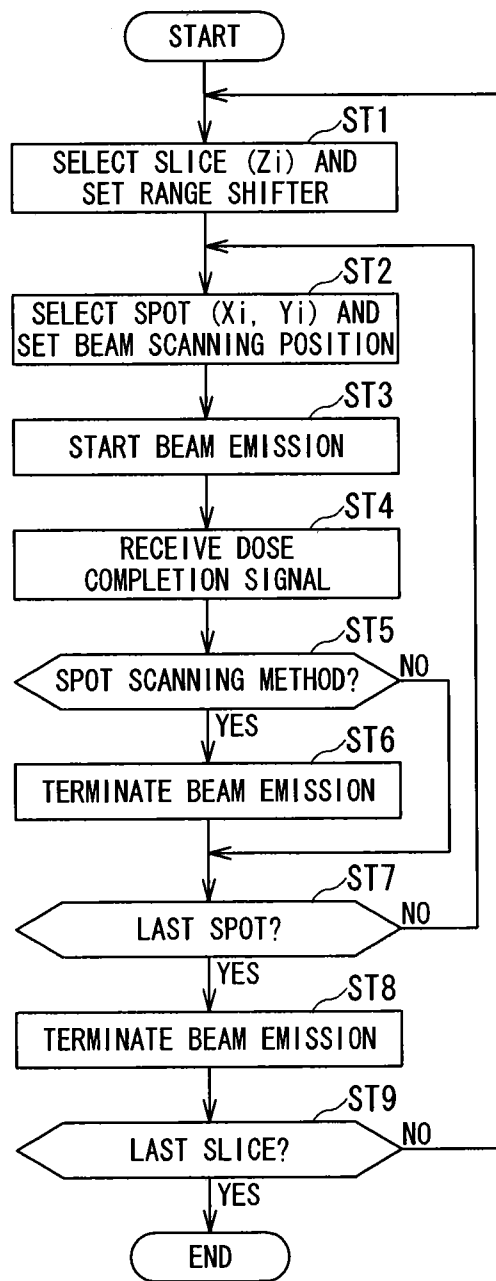 START
ST1
SELECT SLICE (Zi) AND
SET RANGE SHIFTER
ST2
SELECT SPOT (Xi, Yi) AND
SET BEAM SCANNING POSITION
ST3
START BEAM EMISSION
ST4
RECEIVE DOSE
COMPLETION SIGNAL
ST5
SPOT SCANNING METHOD?
NO
YES
ST6
TERMINATE BEAM EMISSION
ST7
LAST SPOT?
NO
YES
ST8
TERMINATE BEAM EMISSION
ST9
LAST SLICE?
NO
YES
END